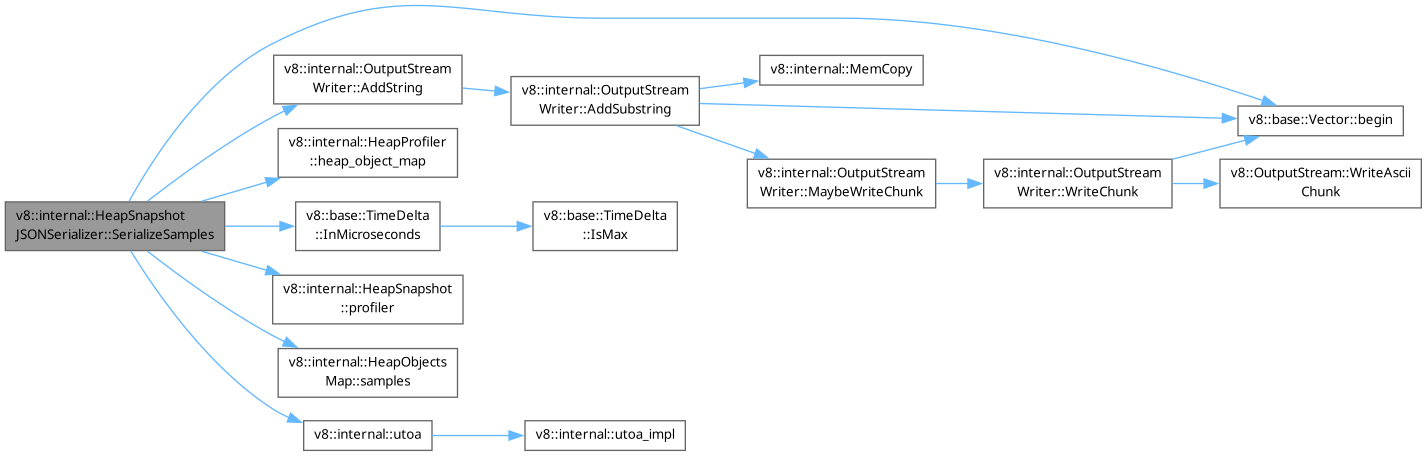 v8::internal::HeapSnapshot
JSONSerializer::SerializeSamples
v8::internal::OutputStream
Writer::AddString
v8::internal::HeapProfiler
::heap_object_map
v8::base::TimeDelta
::InMicroseconds
v8::internal::HeapSnapshot
::profiler
v8::internal::HeapObjects
Map::samples
v8::internal::utoa
v8::internal::OutputStream
Writer::AddSubstring
v8::base::TimeDelta
::IsMax
v8::internal::utoa_impl
v8::internal::MemCopy
v8::internal::OutputStream
Writer::MaybeWriteChunk
v8::internal::OutputStream
Writer::WriteChunk
v8::base::Vector::begin
v8::OutputStream::WriteAscii
Chunk